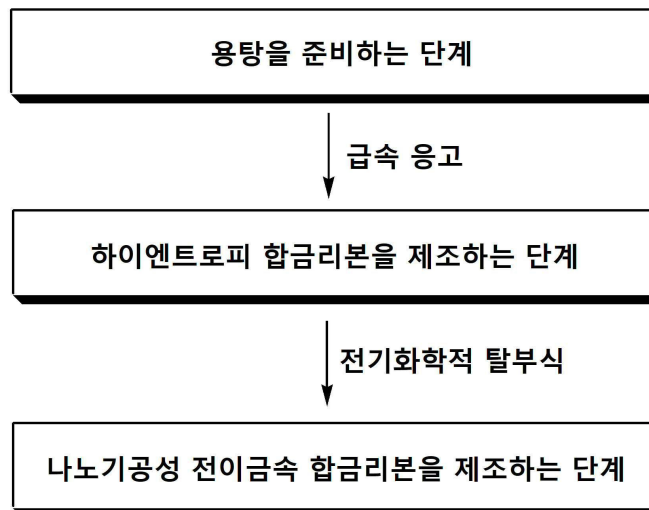 용탕을 준비하는 단계
급속 응고
하이엔트로피 합금리본을 제조하는 단계
전기화학적 탈부식
나노기공성 전이금속 합금리본을 제조하는 단계